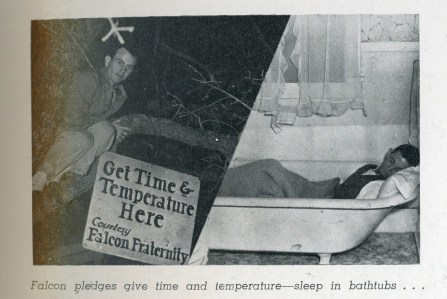 Get Time &
Temperature
Here
Courtesy
Falcon Fraternity
Falcon pledges give time and temperature—sleep in bathtubs . . .